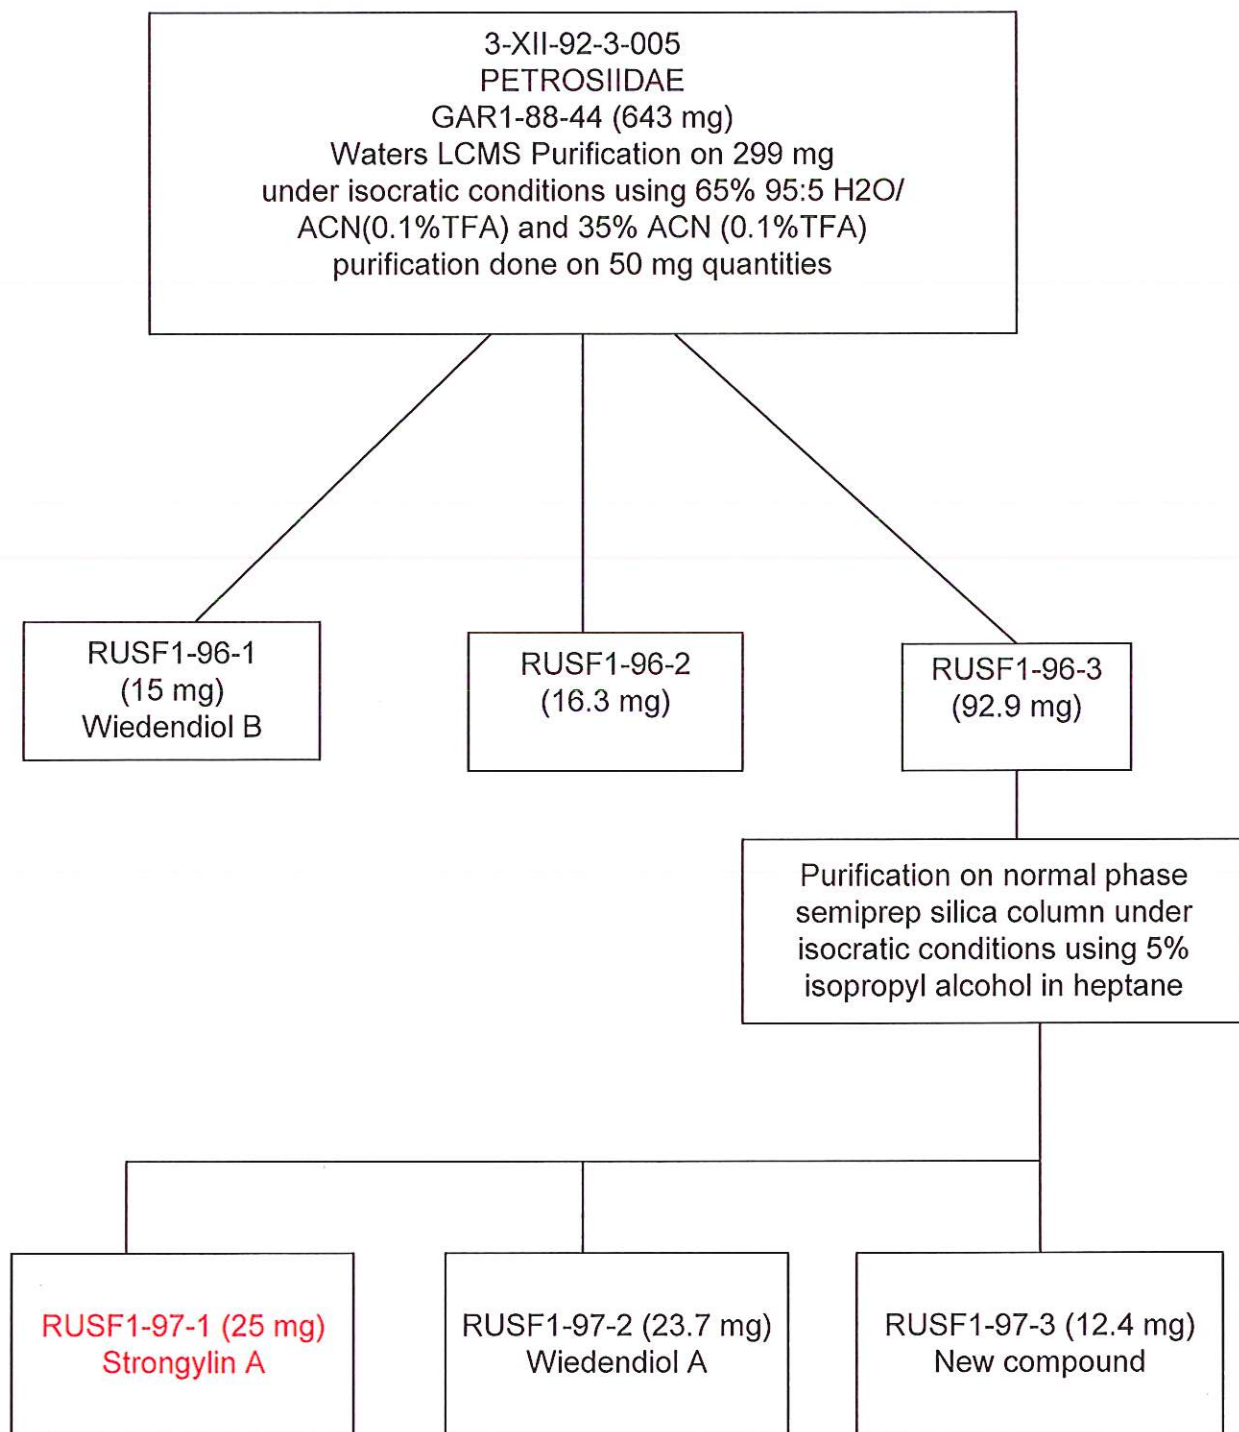 3-XII-92-3-005
PETROSIIDAE
GAR1-88-44 (643 mg)
Waters LCMS Purification on 299 mg
under isocratic conditions using 65% 95:5 H2O/
ACN(0.1%TFA) and 35% ACN (0.1%TFA)
purification done on 50 mg quantities
RUSF1-96-1
(15 mg)
Wiedendiol B
RUSF1-96-2
(16.3 mg)
RUSF1-96-3
(92.9 mg)
Purification on normal phase
semiprep silica column under
isocratic conditions using 5%
isopropyl alcohol in heptane
RUSF1-97-1 (25 mg)
Strongylin A
RUSF1-97-2 (23.7 mg)
Wiedendiol A
RUSF1-97-3 (12.4 mg)
New compound